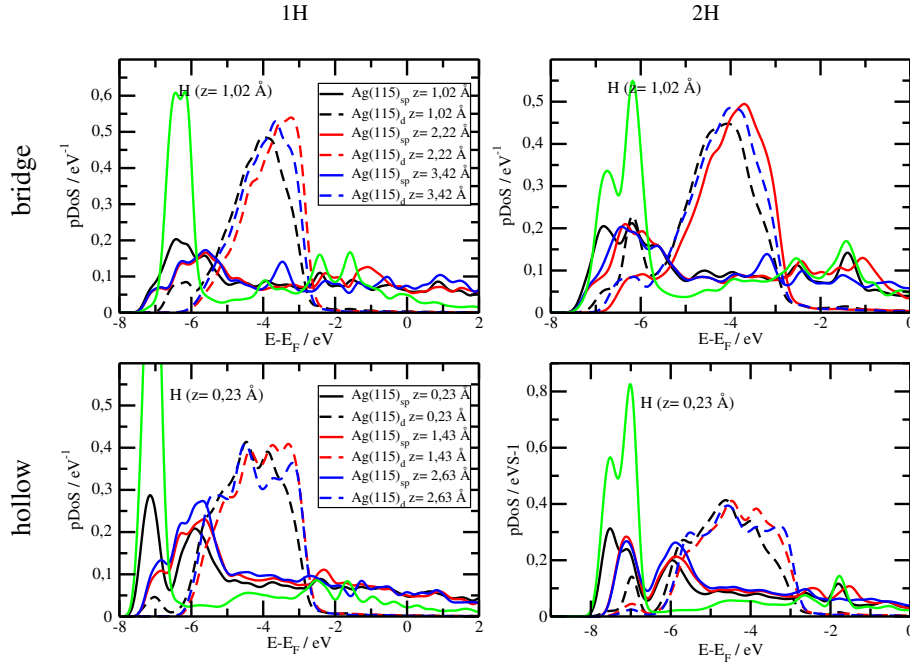 1H
2H
bridge
hollow
H (z= 1,02 Å)
Ag(115)sp z= 1,02 Å
Ag(115)d z= 1,02 Å
Ag(115)sp z= 2,22 Å
Ag(115)d z= 2,22 Å
Ag(115)sp z= 3,42 Å
Ag(115)d z= 3,42 Å
0,6
0,5
0,4
0,3
0,2
0,1
0
pDoS / eV-1
-8 -6 -4 -2 0 2
E-EF / eV
H (z= 1,02 Å)
0,5
0,4
0,3
0,2
0,1
0
pDoS / eV-1
-8 -6 -4 -2 0
E-EF / eV
H (z= 0,23 Å)
Ag(115)sp z= 0,23 Å
Ag(115)d z= 0,23 Å
Ag(115)sp z= 1,43 Å
Ag(115)d z= 1,43 Å
Ag(115)sp z= 2,63 Å
Ag(115)d z= 2,63 Å
0,5
0,4
0,3
0,2
0,1
0
pDoS / eV-1
-8 -6 -4 -2 0 2
E-EF / eV
H (z= 0,23 Å)
0,8
0,6
0,4
0,2
0
pDoS / eVS-1
-8 -6 -4 -2 0
E-EF / eV